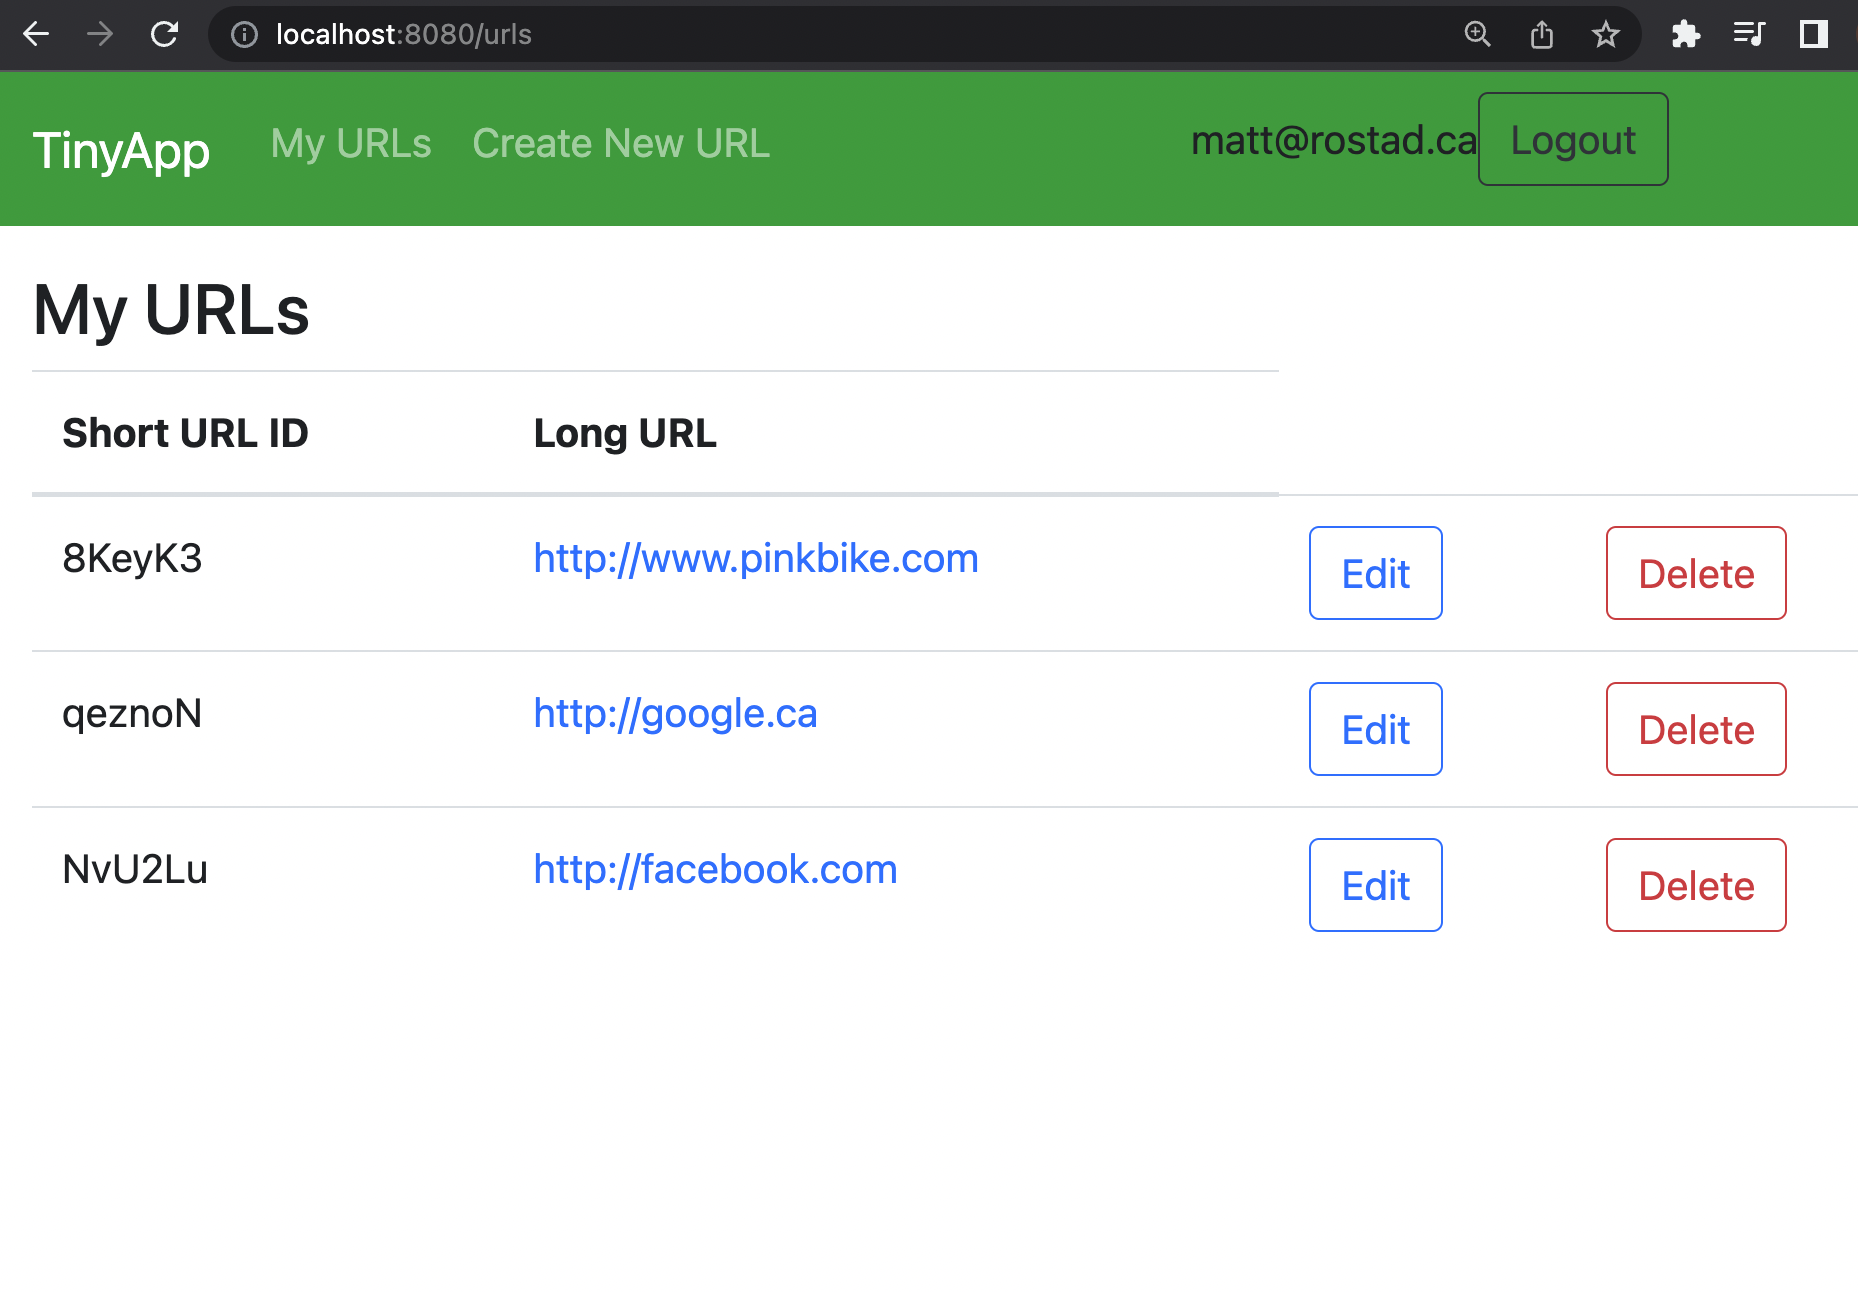 localhost:8080/urls
TinyApp My URLs Create New URL matt@rostad.ca Logout
My URLs
Short URL ID Long URL
8KeyK3 http://www.pinkbike.com Edit Delete
qeznoN http://google.ca Edit Delete
NvU2Lu http://facebook.com Edit Delete